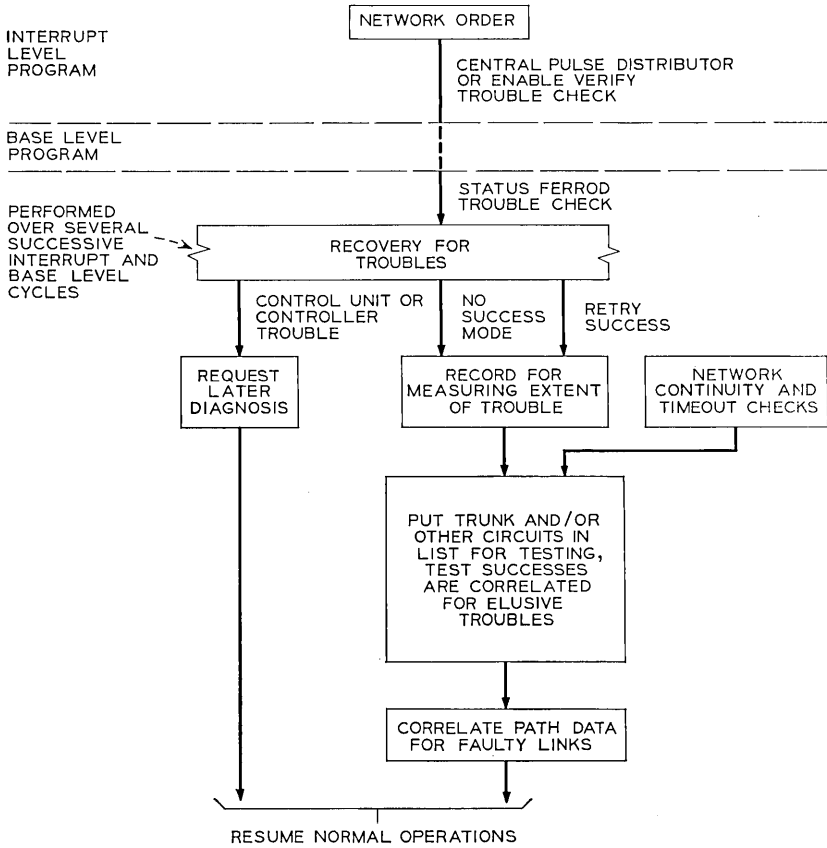 INTERRUPT
LEVEL
PROGRAM
NETWORK ORDER
CENTRAL PULSE DISTRIBUTOR
OR ENABLE VERIFY
TROUBLE CHECK
BASE LEVEL
PROGRAM
STATUS FERROD
TROUBLE CHECK
PERFORMED
OVER SEVERAL
SUCCESSIVE
INTERRUPT AND
BASE LEVEL
CYCLES
RECOVERY FOR
TROUBLES
CONTROL UNIT OR
CONTROLLER
TROUBLE
NO
SUCCESS
MODE
RETRY
SUCCESS
REQUEST
LATER
DIAGNOSIS
RECORD FOR
MEASURING EXTENT
OF TROUBLE
NETWORK
CONTINUITY AND
TIMEOUT CHECKS
PUT TRUNK AND/OR
OTHER CIRCUITS IN
LIST FOR TESTING,
TEST SUCCESSES
ARE CORRELATED
FOR ELUSIVE
TROUBLES
CORRELATE PATH DATA
FOR FAULTY LINKS
RESUME NORMAL OPERATIONS